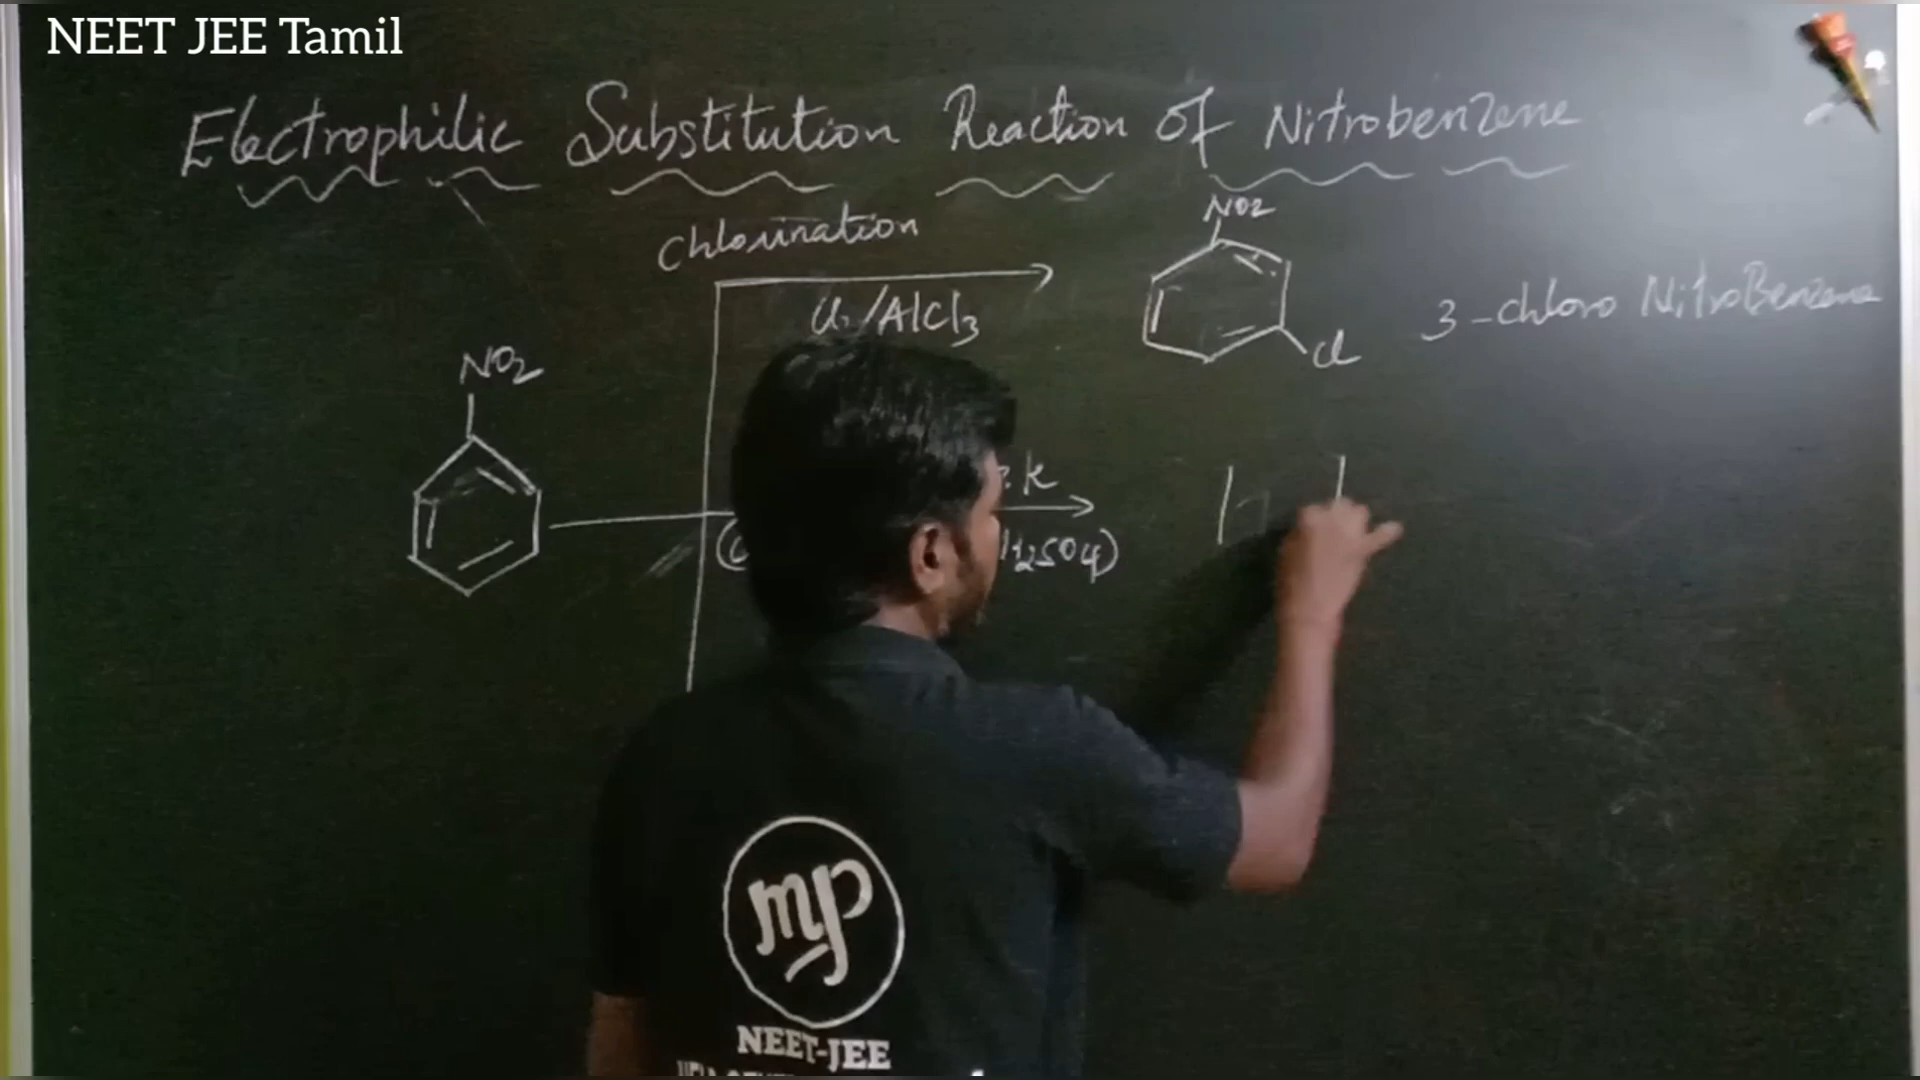 NEET JEE Tamil
Electrophilic Substitution Reaction of Nitrobenzene
Chlorination
/AlCl3
NO2
Cl
3-chloro NitroBenzene
NO2
k
H2SO4)
mp
NEET-JEE